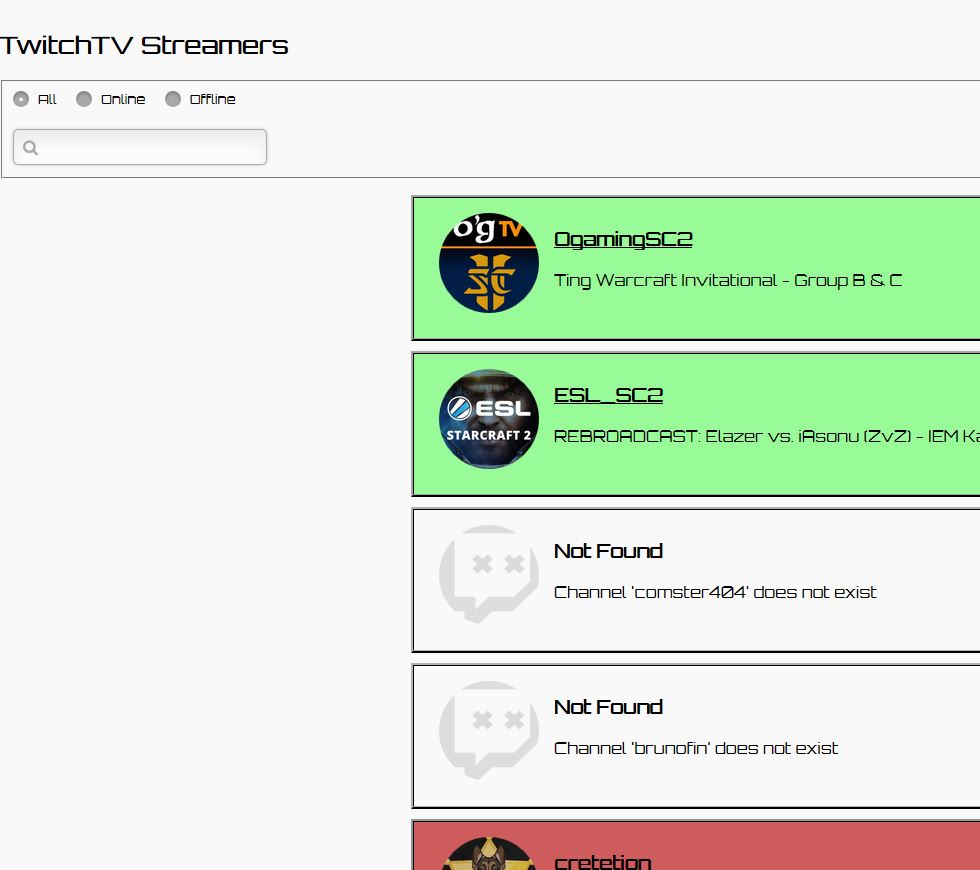 TwitchTV Streamers
All Online Offline
o'g TV
SC
OgamingSC2
Ting Warcraft Invitational - Group B & C
ESL
STARCRAFT 2
ESL_SC2
REBROADCAST: Elazer vs. iAsonu (ZvZ) - IEM Ka
Not Found
Channel 'comster404' does not exist
Not Found
Channel 'brunofin' does not exist
cretetion